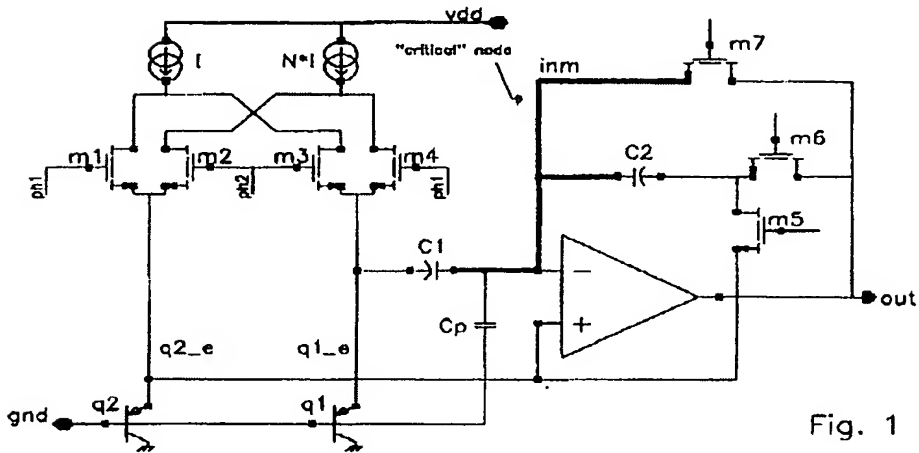 vdd
"critical" node
I
N*I
inm
m7
m6
C2
m1
m2
m3
m4
ph1
ph2
ph1
m5
C1
−
+
out
Cp
q2_e
q1_e
q2
q1
gnd
Fig. 1